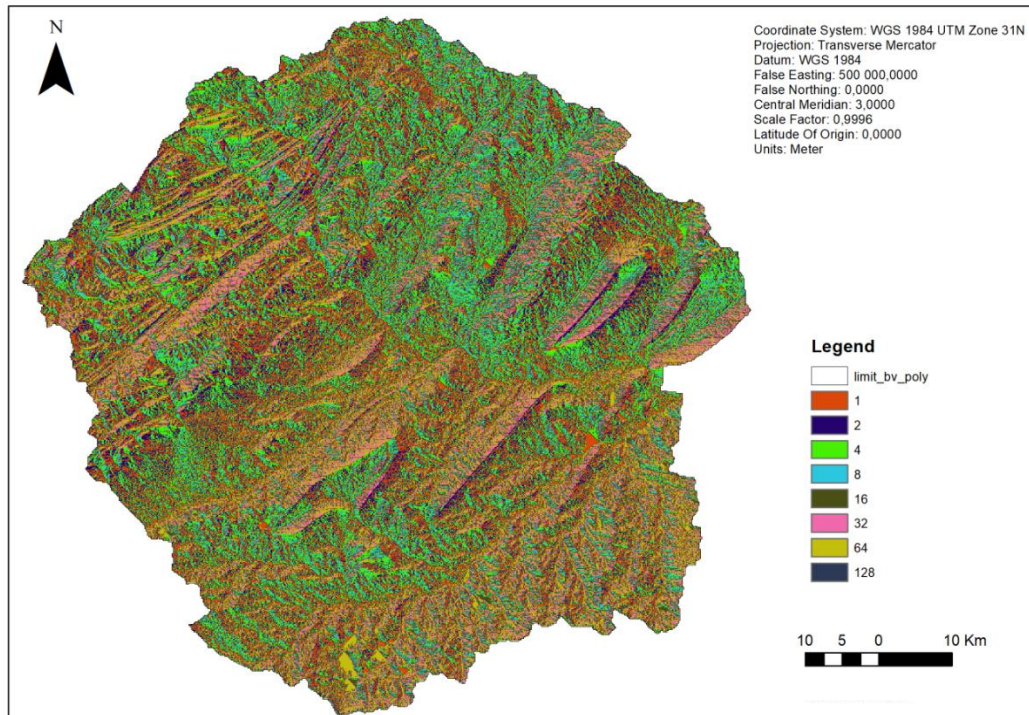 N
Coordinate System: WGS 1984 UTM Zone 31N
Projection: Transverse Mercator
Datum: WGS 1984
False Easting: 500 000,0000
False Northing: 0,0000
Central Meridian: 3,0000
Scale Factor: 0,9996
Latitude Of Origin: 0,0000
Units: Meter
Legend
limit_bv_poly
1
2
4
8
16
32
64
128
10 5 0 10 Km